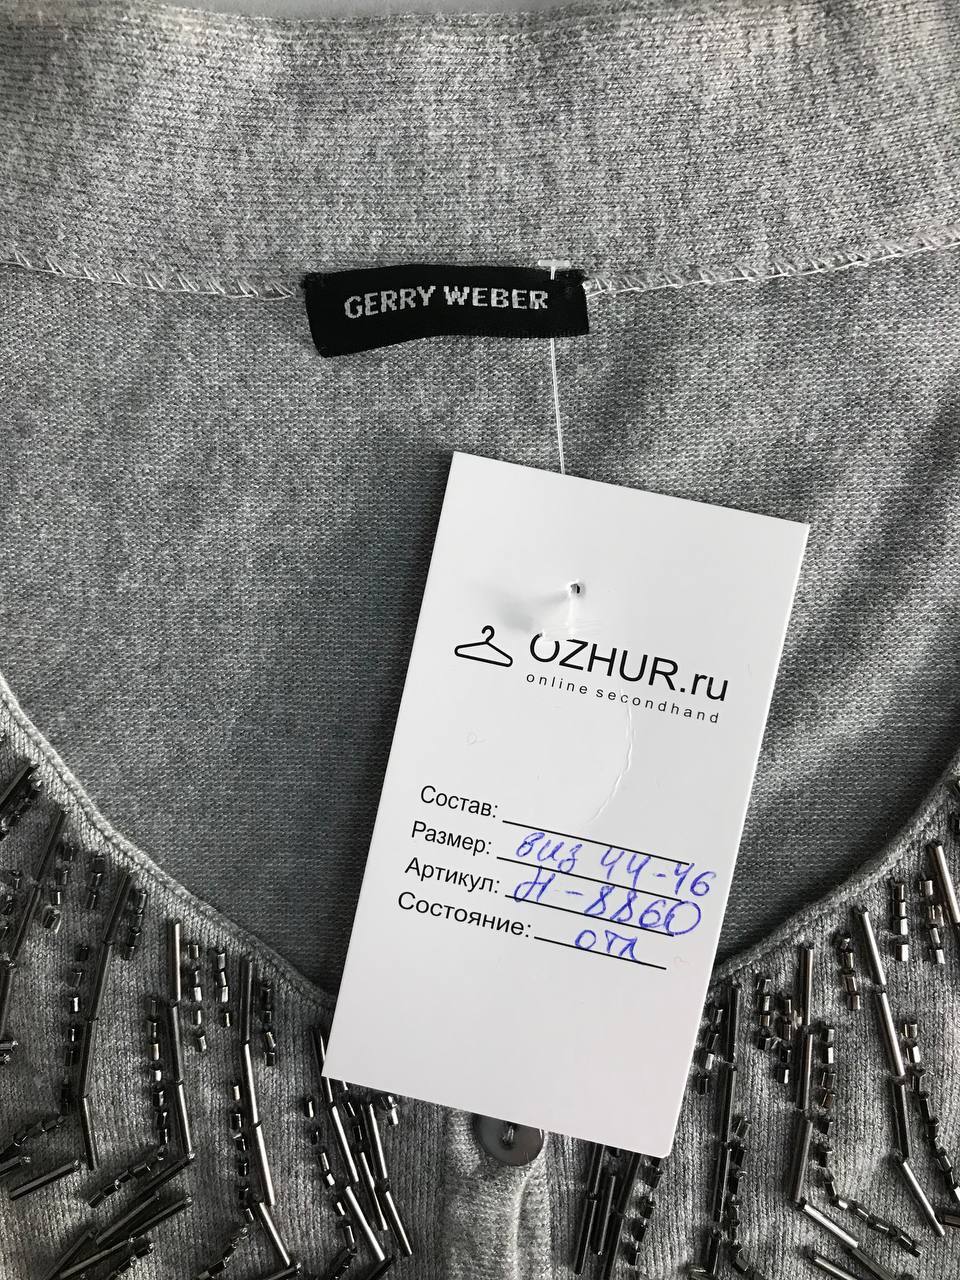 GERRY WEBER
OZHUR.ru
online secondhand
Состав:
Размер: виз 44-46
Артикул: Н-8860
Состояние: отл